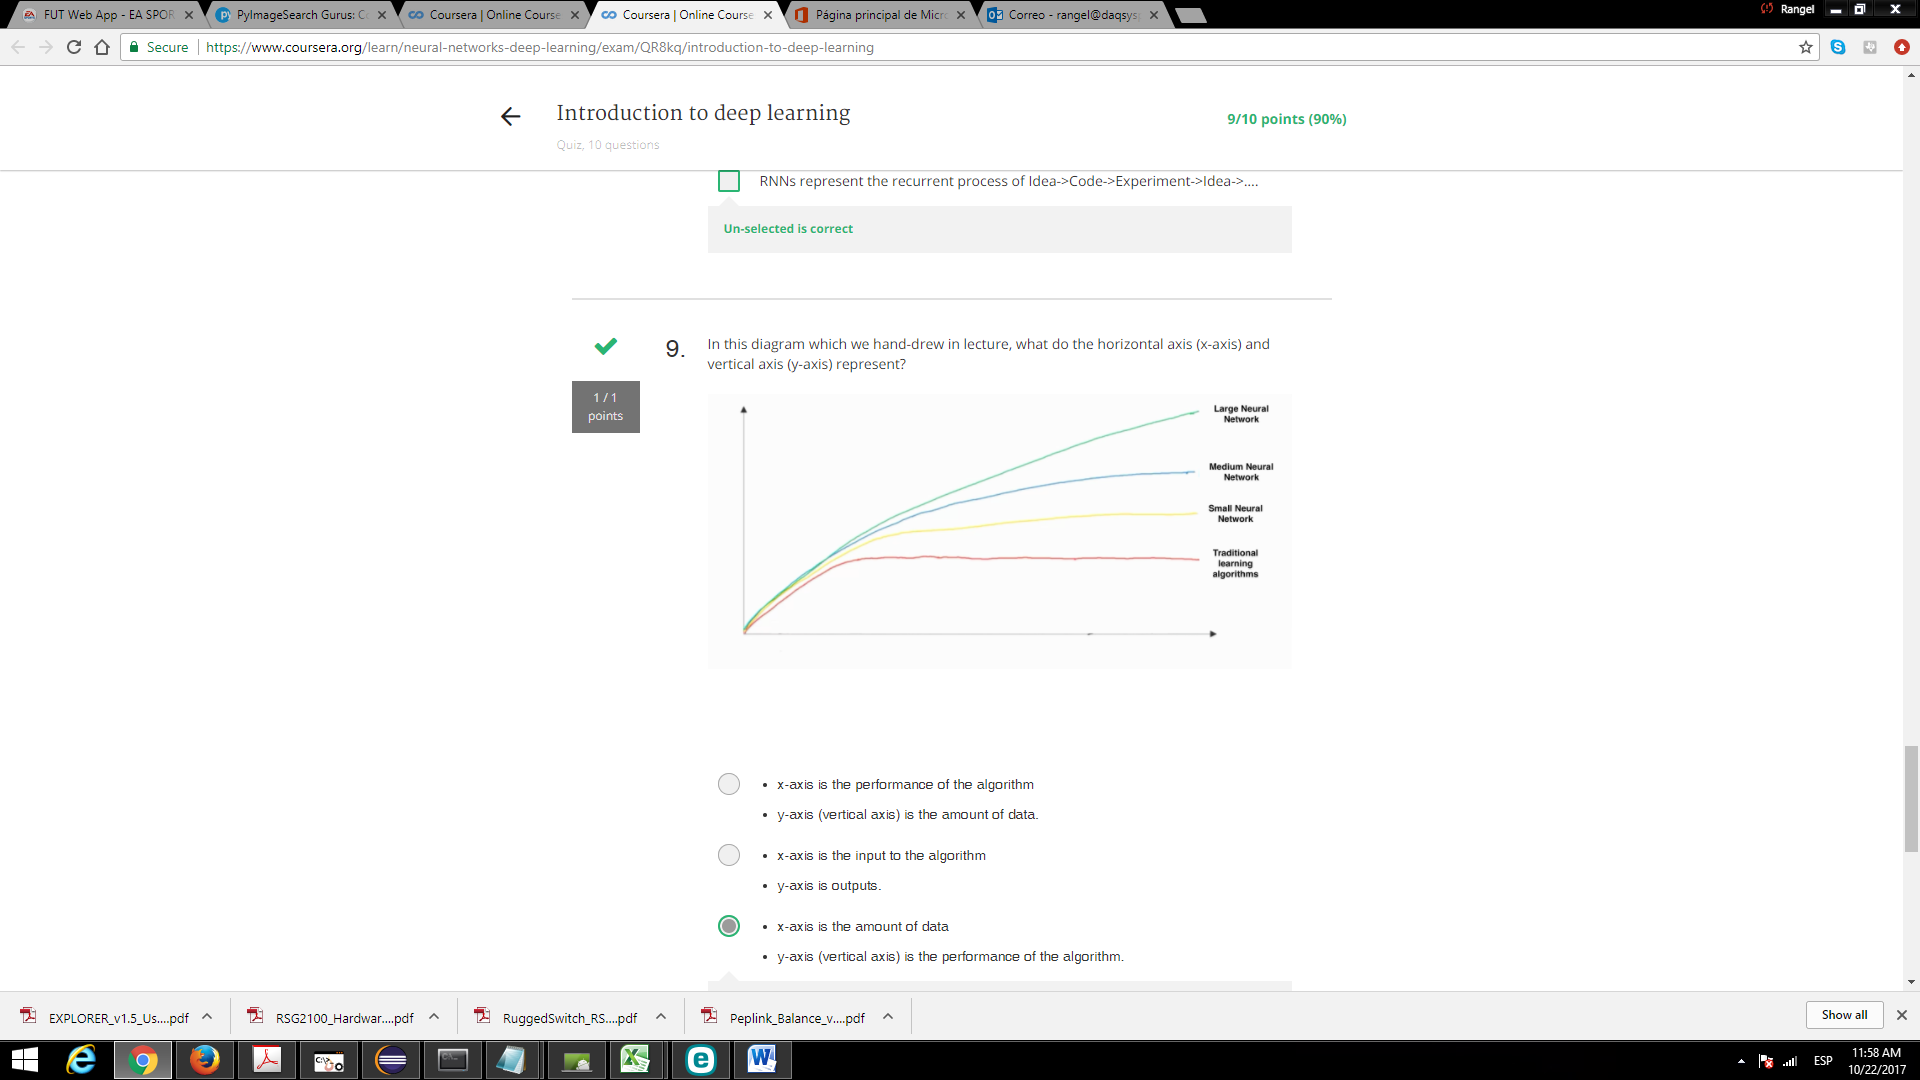 FUT Web App - EA SPOR
PyImageSearch Gurus: C
Coursera | Online Course
Coursera | Online Course
Página principal de Micro
Correo - rangel@daqsys
Rangel
Secure
https://www.coursera.org/learn/neural-networks-deep-learning/exam/QR8kq/introduction-to-deep-learning
Introduction to deep learning
9/10 points (90%)
Quiz, 10 questions
RNNs represent the recurrent process of Idea->Code->Experiment->Idea->....
Un-selected is correct
9.
In this diagram which we hand-drew in lecture, what do the horizontal axis (x-axis) and
vertical axis (y-axis) represent?
1 / 1
points
Large Neural
Network
Medium Neural
Network
Small Neural
Network
Traditional
learning
algorithms
• x-axis is the performance of the algorithm
• y-axis (vertical axis) is the amount of data.
• x-axis is the input to the algorithm
• y-axis is outputs.
• x-axis is the amount of data
• y-axis (vertical axis) is the performance of the algorithm.
EXPLORER_v1.5_Us....pdf
RSG2100_Hardwar....pdf
RuggedSwitch_RS....pdf
Peplink_Balance_v....pdf
Show all
ESP
11:58 AM
10/22/2017